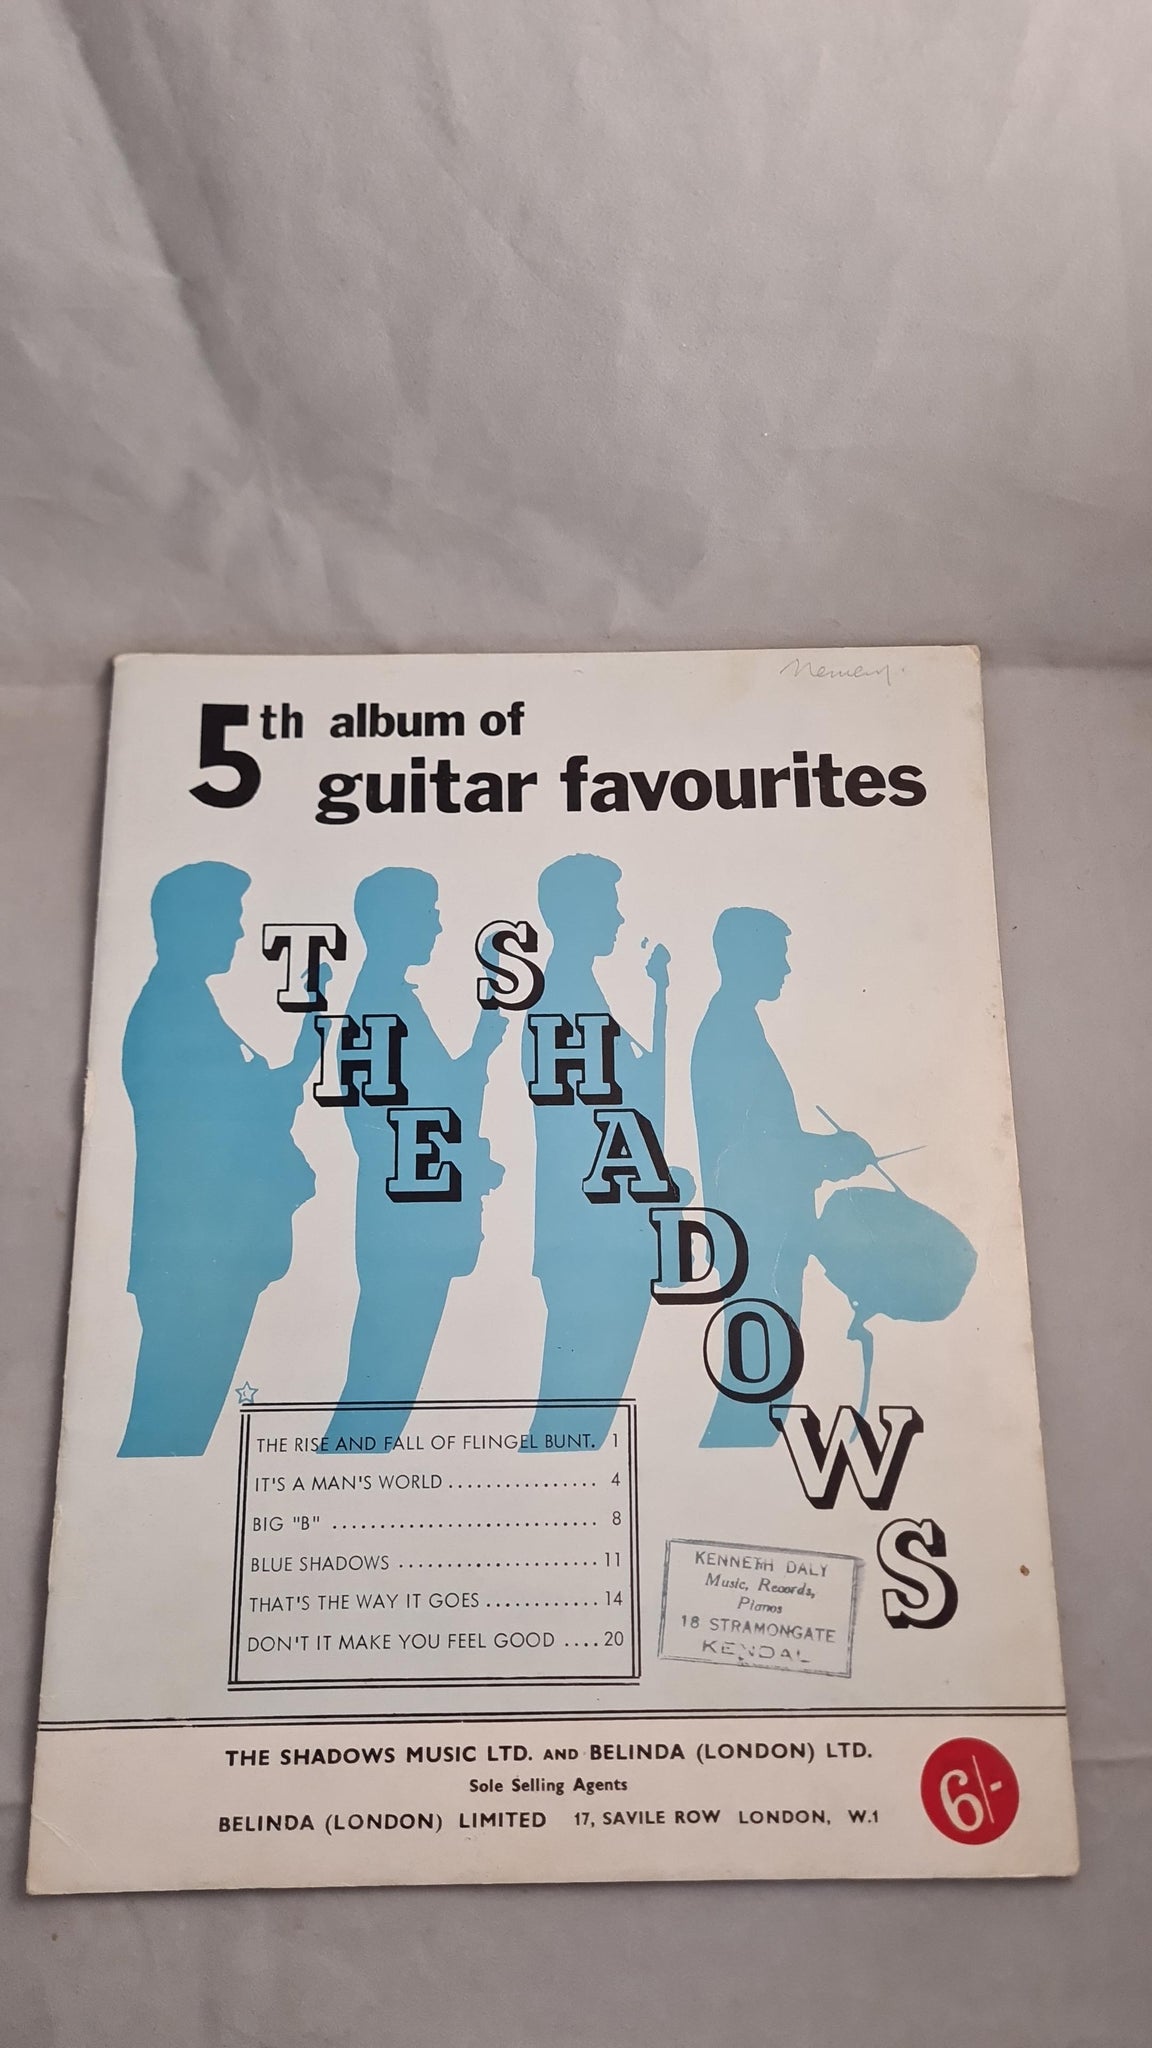 5th album of
guitar favourites
THE SHADOWS
THE RISE AND FALL OF FLINGEL BUNT. 1
IT'S A MAN'S WORLD ................ 4
BIG "B" ............................ 8
BLUE SHADOWS ..................... 11
THAT'S THE WAY IT GOES ............ 14
DON'T IT MAKE YOU FEEL GOOD .... 20
KENNETH DALY
Music, Records,
Pianos
18 STRAMONGATE
KENDAL
THE SHADOWS MUSIC LTD. AND BELINDA (LONDON) LTD.
Sole Selling Agents
BELINDA (LONDON) LIMITED 17, SAVILE ROW LONDON, W.1
6/-